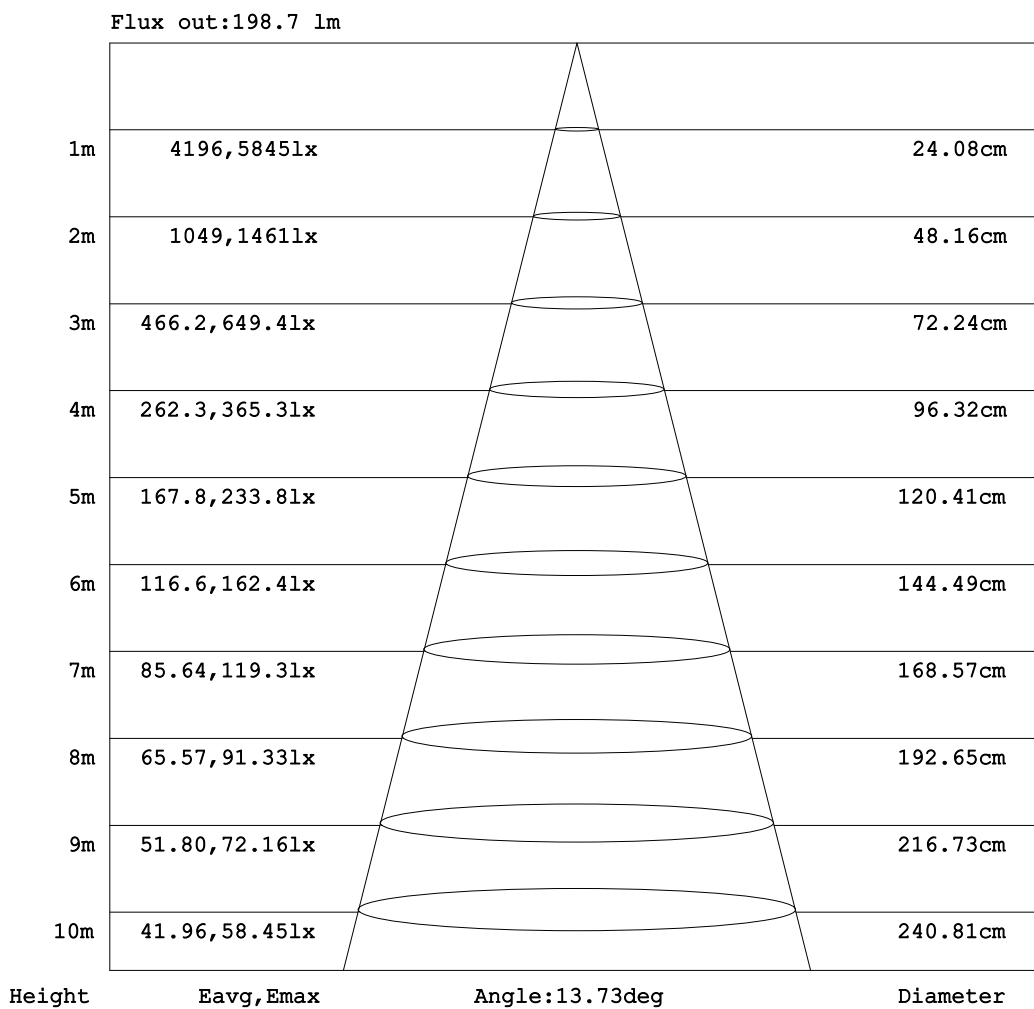 Flux out:198.7 lm
1m 4196,5845lx 24.08cm
2m 1049,1461lx 48.16cm
3m 466.2,649.4lx 72.24cm
4m 262.3,365.3lx 96.32cm
5m 167.8,233.8lx 120.41cm
6m 116.6,162.4lx 144.49cm
7m 85.64,119.3lx 168.57cm
8m 65.57,91.33lx 192.65cm
9m 51.80,72.16lx 216.73cm
10m 41.96,58.45lx 240.81cm
Height Eavg,Emax Angle:13.73deg Diameter